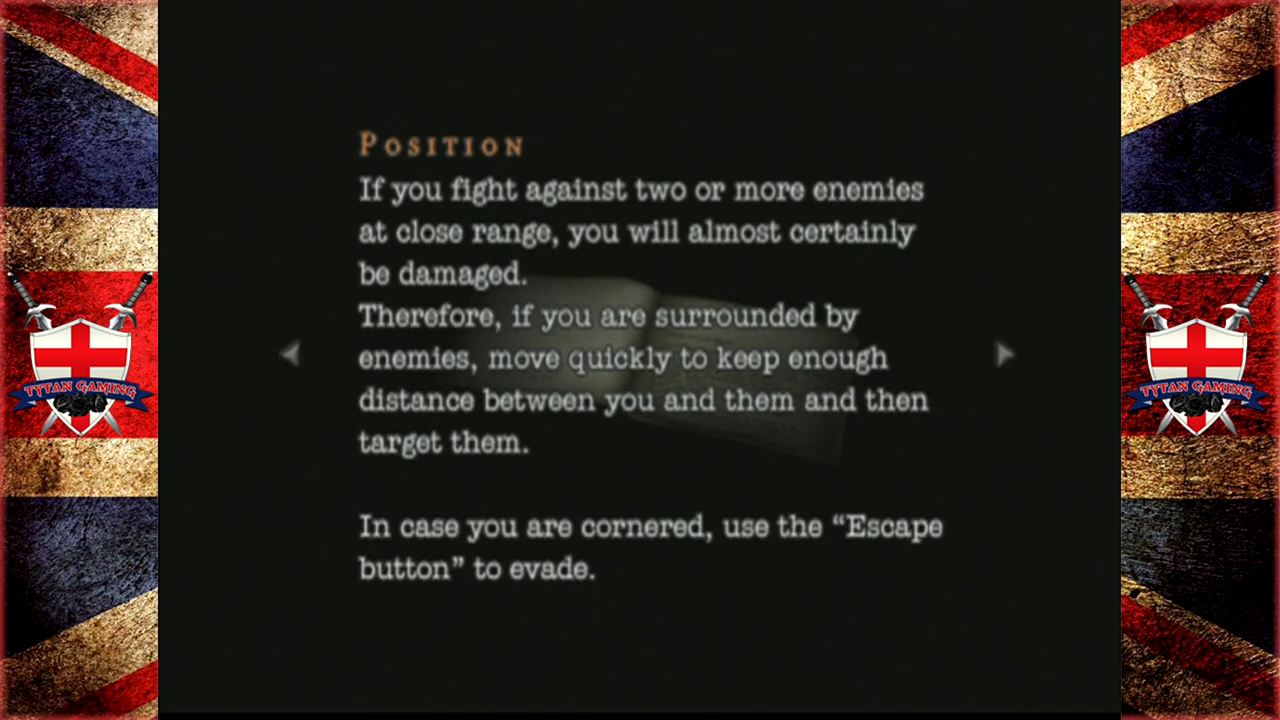 Position
If you fight against two or more enemies
at close range, you will almost certainly
be damaged.
Therefore, if you are surrounded by
enemies, move quickly to keep enough
distance between you and them and then
target them.
In case you are cornered, use the “Escape
button” to evade.
TYTAN GAMING
TYTAN GAMING